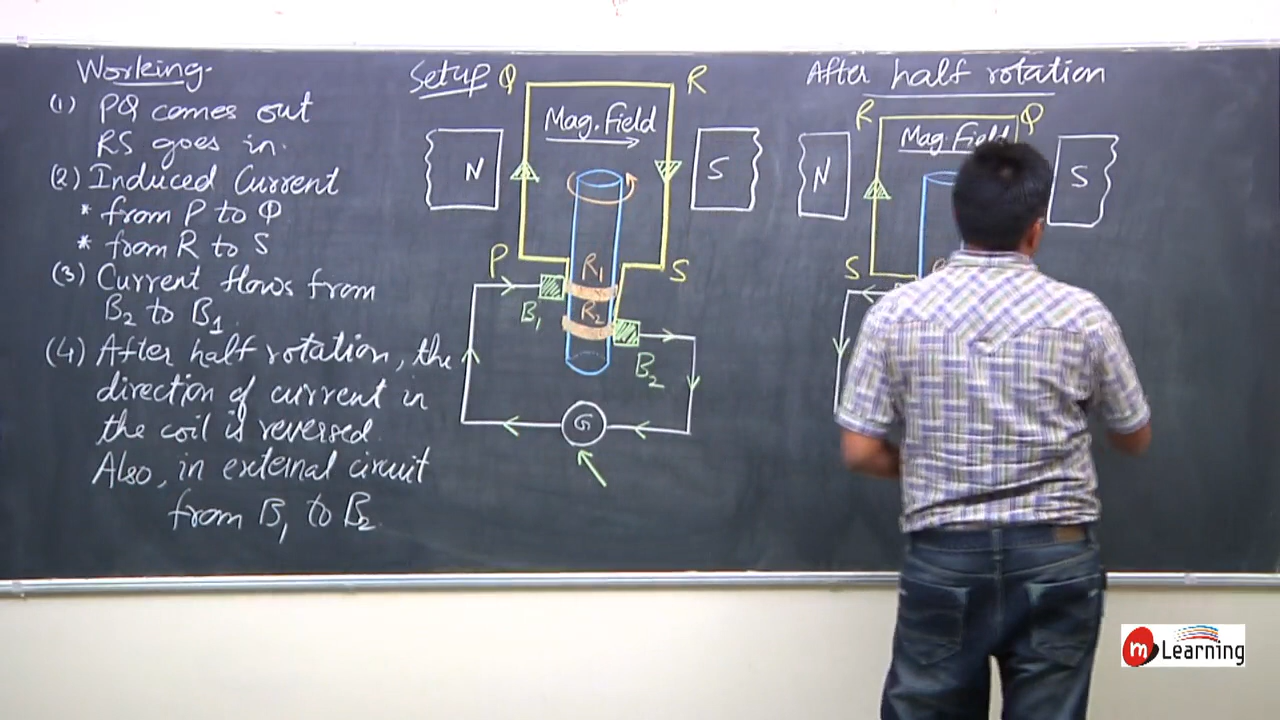 Working.
(1) PQ comes out
RS goes in.
(2) Induced Current
* from P to Q
* from R to S
(3) Current flows from
B2 to B1.
(4) After half rotation, the
direction of current in
the coil is reversed.
Also, in external circuit
from B1 to B2.
Setup
Q
R
Mag. Field
N
S
P
S
R1
B1
R2
B2
G
After half rotation
R
Q
Mag. Field
N
S
S
m Learning